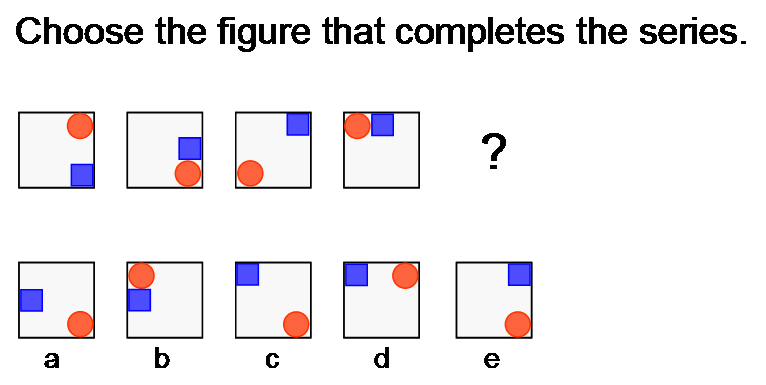 Choose the figure that completes the series.
?
a b c d e